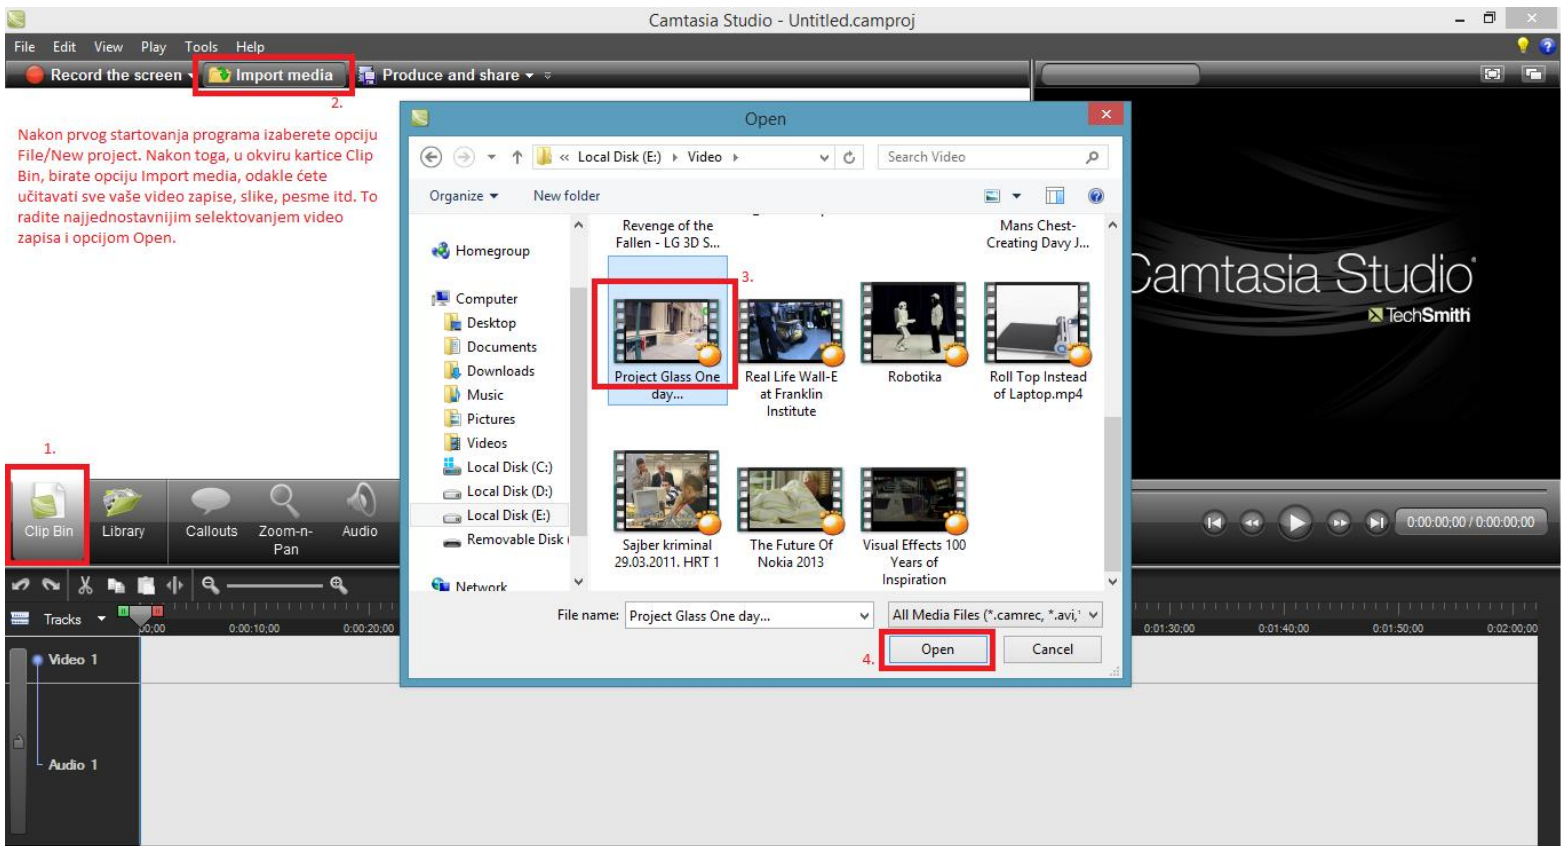 Camtasia Studio - Untitled.camproj
File Edit View Play Tools Help
Record the screen Import media Produce and share
2.
Nakon prvog startovanja programa izaberete opciju
File/New project. Nakon toga, u okviru kartice Clip
Bin, birate opciju Import media, odakle ćete
učitavati sve vaše video zapise, slike, pesme itd. To
radite najjednostavnijim selektovanjem video
zapisa i opcijom Open.
Open
« Local Disk (E:) Video
Search Video
Organize New folder
Homegroup
Computer
Desktop
Documents
Downloads
Music
Pictures
Videos
Local Disk (C:)
Local Disk (D:)
Local Disk (E:)
Removable Disk
Network
Revenge of the
Fallen - LG 3D S...
Mans Chest-
Creating Davy J...
3.
Project Glass One
day...
Real Life Wall-E
at Franklin
Institute
Robotika
Roll Top Instead
of Laptop.mp4
Sajber kriminal
29.03.2011. HRT 1
The Future Of
Nokia 2013
Visual Effects 100
Years of
Inspiration
File name: Project Glass One day...
All Media Files (*.camrec, *.avi,
4.
Open Cancel
Camtasia Studio
TechSmith
1.
Clip Bin
Library
Callouts
Zoom-n-
Pan
Audio
0:00:00;00 / 0:00:00;00
Tracks
0:00:10;00 0:00:20;00 0:01:30;00 0:01:40;00 0:01:50;00 0:02:00;00
Video 1
Audio 1